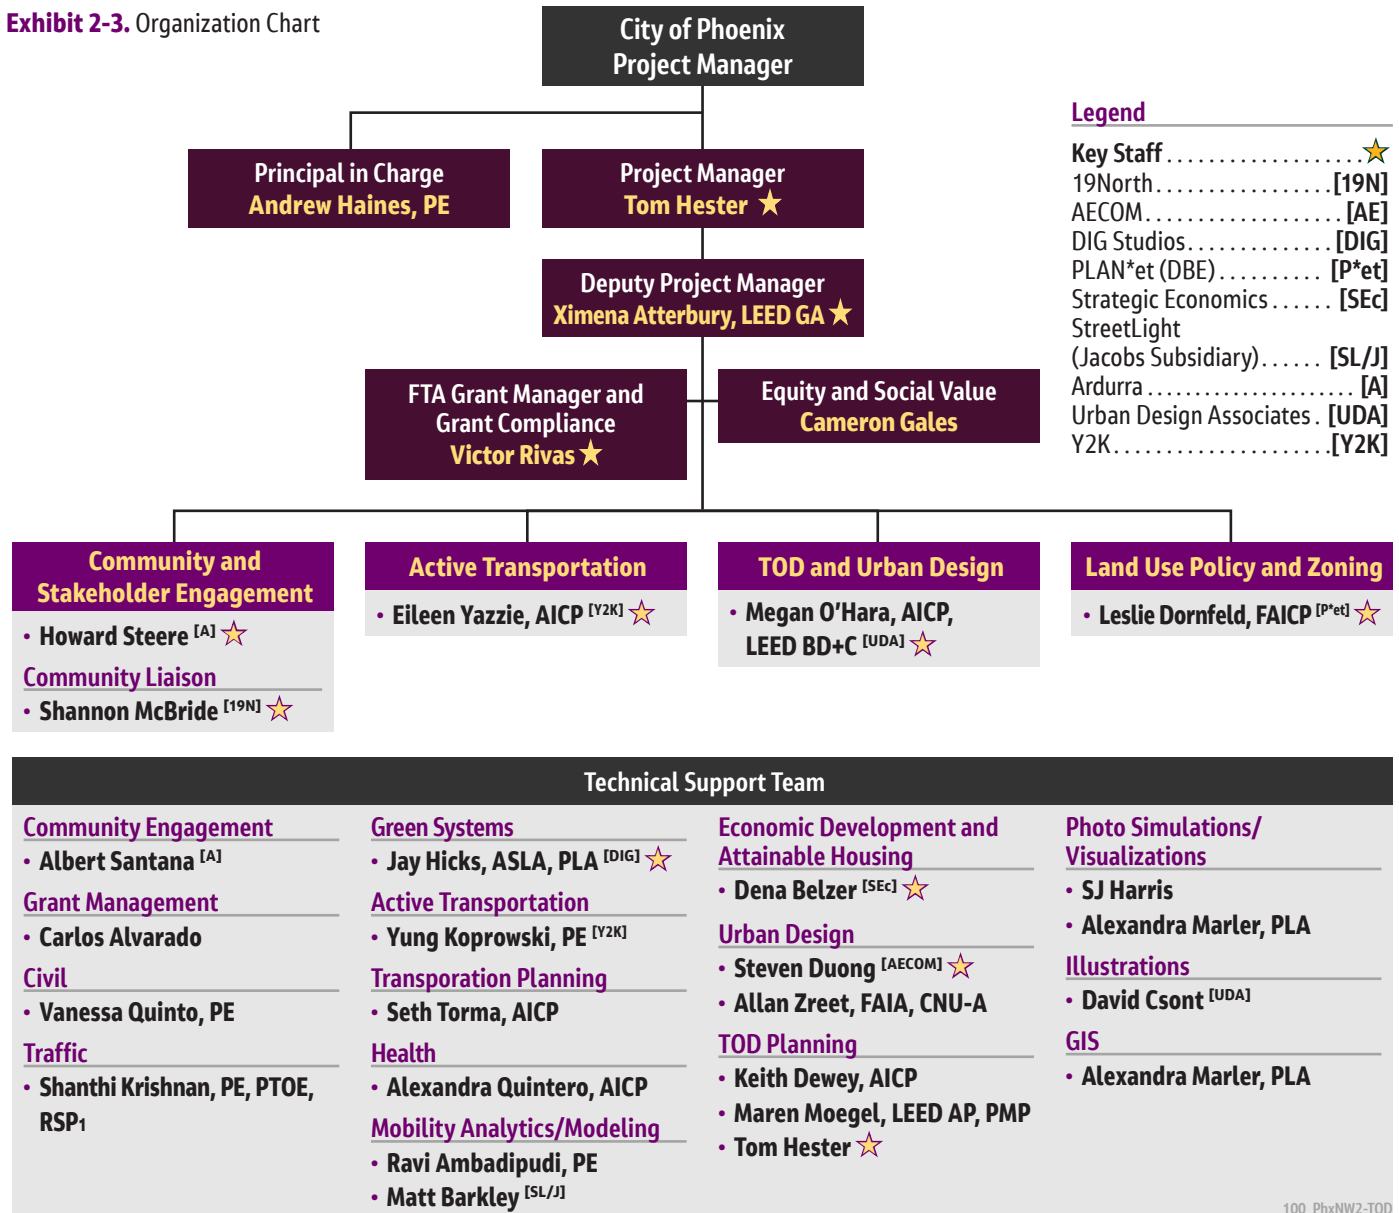 Exhibit 2-3. Organization Chart
City of Phoenix
Project Manager
Principal in Charge
Andrew Haines, PE
Project Manager
Tom Hester
Deputy Project Manager
Ximena Atterbury, LEED GA
FTA Grant Manager and
Grant Compliance
Victor Rivas
Equity and Social Value
Cameron Gales
Legend
Key Staff....................
19North.................[19N]
AECOM...................[AE]
DIG Studios..............[DIG]
PLAN*et (DBE)..........[P*et]
Strategic Economics......[SEc]
StreetLight
(Jacobs Subsidiary)......[SL/J]
Ardurra.....................[A]
Urban Design Associates.[UDA]
Y2K.....................[Y2K]
Community and
Stakeholder Engagement
• Howard Steere [A]
Community Liaison
• Shannon McBride [19N]
Active Transportation
• Eileen Yazzie, AICP [Y2K]
TOD and Urban Design
• Megan O'Hara, AICP,
LEED BD+C [UDA]
Land Use Policy and Zoning
• Leslie Dornfeld, FAICP [P*et]
Technical Support Team
Community Engagement
• Albert Santana [A]
Grant Management
• Carlos Alvarado
Civil
• Vanessa Quinto, PE
Traffic
• Shanthi Krishnan, PE, PTOE,
RSP1
Green Systems
• Jay Hicks, ASLA, PLA [DIG]
Active Transportation
• Yung Koprowski, PE [Y2K]
Transporation Planning
• Seth Torma, AICP
Health
• Alexandra Quintero, AICP
Mobility Analytics/Modeling
• Ravi Ambadipudi, PE
• Matt Barkley [SL/J]
Economic Development and
Attainable Housing
• Dena Belzer [SEc]
Urban Design
• Steven Duong [AECOM]
• Allan Zreet, FAIA, CNU-A
TOD Planning
• Keith Dewey, AICP
• Maren Moegel, LEED AP, PMP
• Tom Hester
Photo Simulations/
Visualizations
• SJ Harris
• Alexandra Marler, PLA
Illustrations
• David Csont [UDA]
GIS
• Alexandra Marler, PLA
100_PhxNW2-TOD